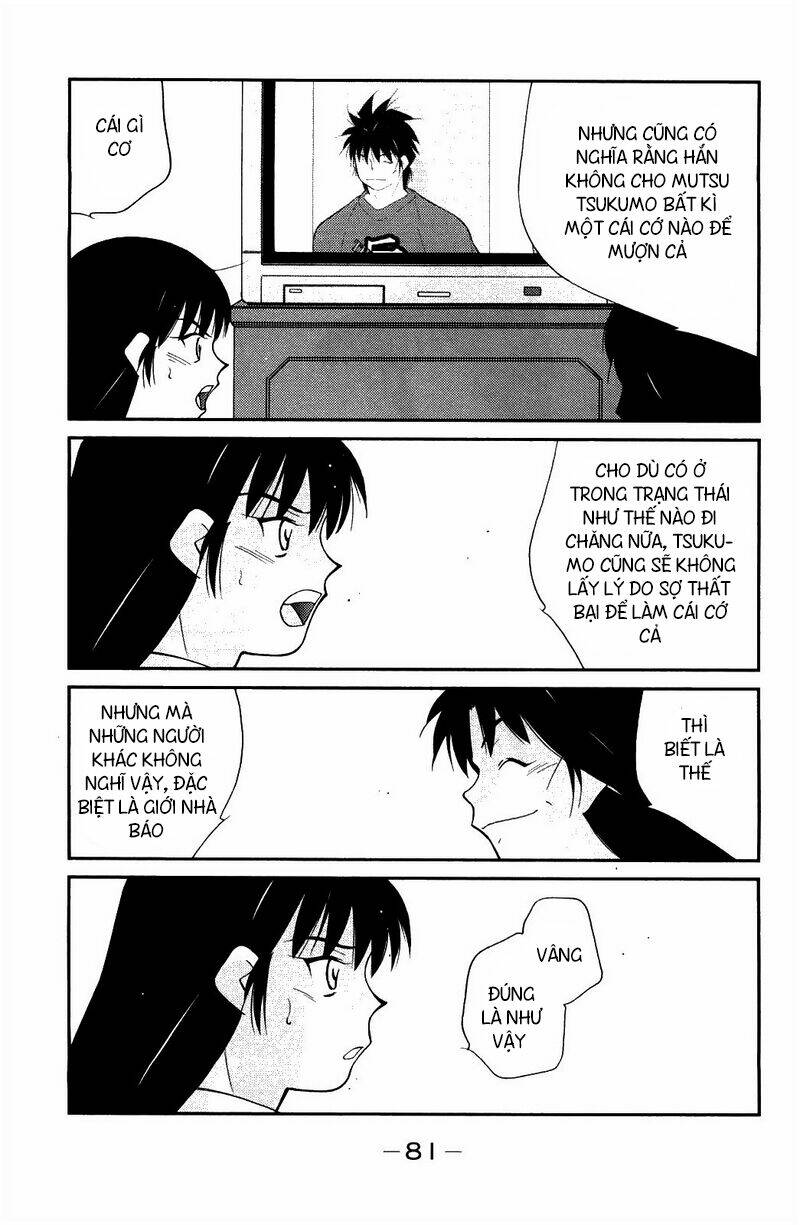 NHƯNG CŨNG CÓ
NGHĨA RẰNG HẮN
KHÔNG CHO MUTSU
TSUKUMO BẤT KÌ
MỘT CÁI CỚ NÀO ĐỂ
MƯỢN CẢ
CÁI GÌ
CƠ
CHO DÙ CÓ Ở
TRONG TRẠNG THÁI
NHƯ THẾ NÀO ĐI
CHĂNG NỮA, TSUKU-
MO CŨNG SẼ KHÔNG
LẤY LÝ DO SỢ THẤT
BẠI ĐỂ LÀM CÁI CỚ
CẢ
THÌ
BIẾT LÀ
THẾ
NHƯNG MÀ
NHỮNG NGƯỜI
KHÁC KHÔNG
NGHĨ VẬY, ĐẶC
BIỆT LÀ GIỚI NHÀ
BÁO
VÂNG
ĐÚNG
LÀ NHƯ
VẬY
–81–